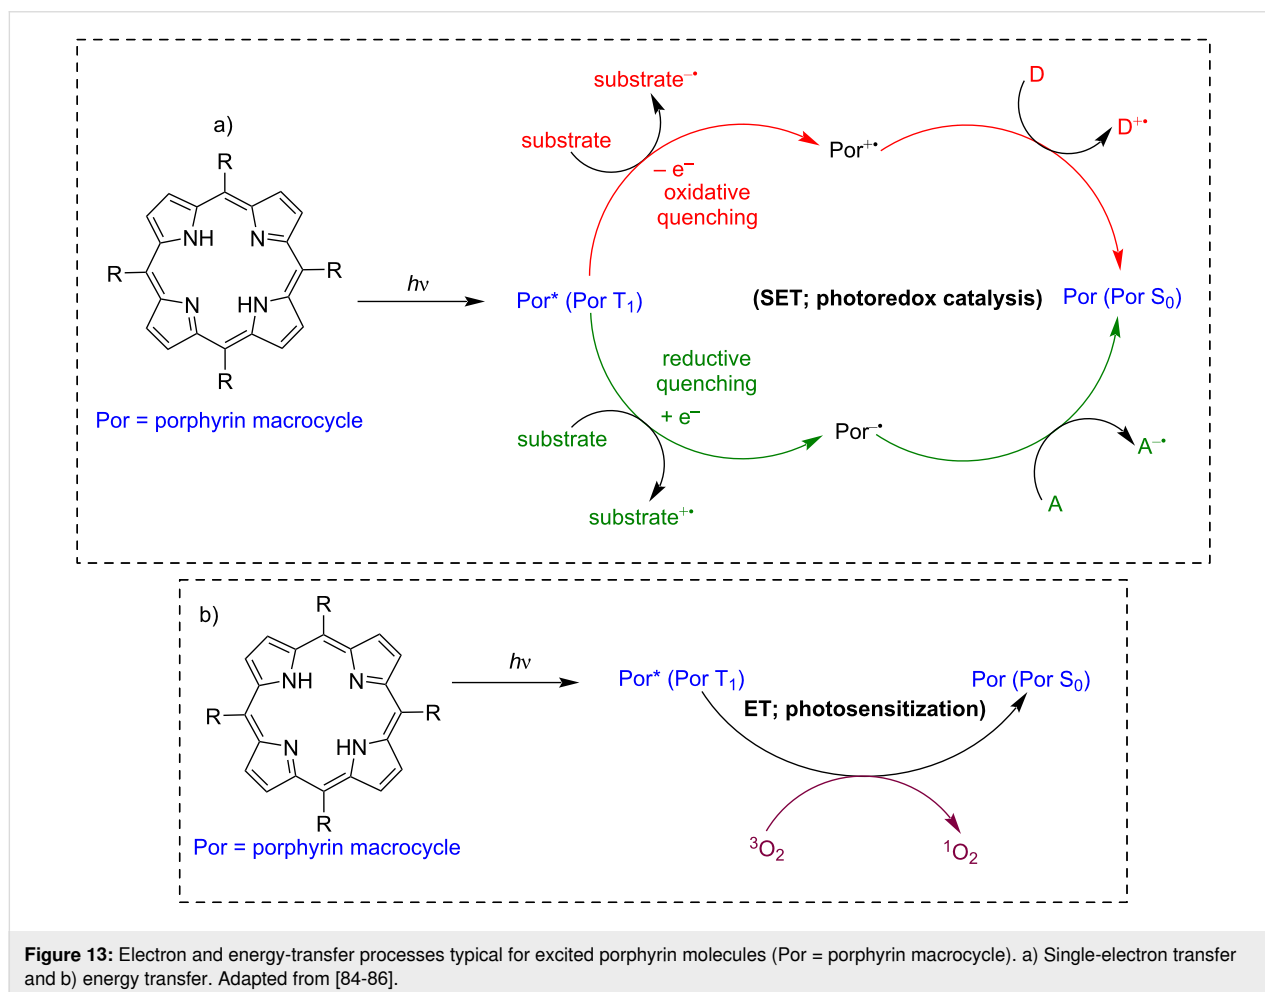 a)
R
NH
N
R
R
N
HN
R
Por = porphyrin macrocycle
hν
Por* (Por T₁)
substrate
substrate⁻•
– e⁻
oxidative
quenching
Por⁺•
D
D⁺•
(SET; photoredox catalysis)
Por (Por S₀)
reductive
quenching
+ e⁻
substrate
substrate⁺•
Por⁻•
A⁻•
A
b)
R
NH
N
R
R
N
HN
R
Por = porphyrin macrocycle
hν
Por* (Por T₁)
Por (Por S₀)
ET; photosensitization)
³O₂
¹O₂
Figure 13: Electron and energy-transfer processes typical for excited porphyrin molecules (Por = porphyrin macrocycle). a) Single-electron transfer
and b) energy transfer. Adapted from [84-86].